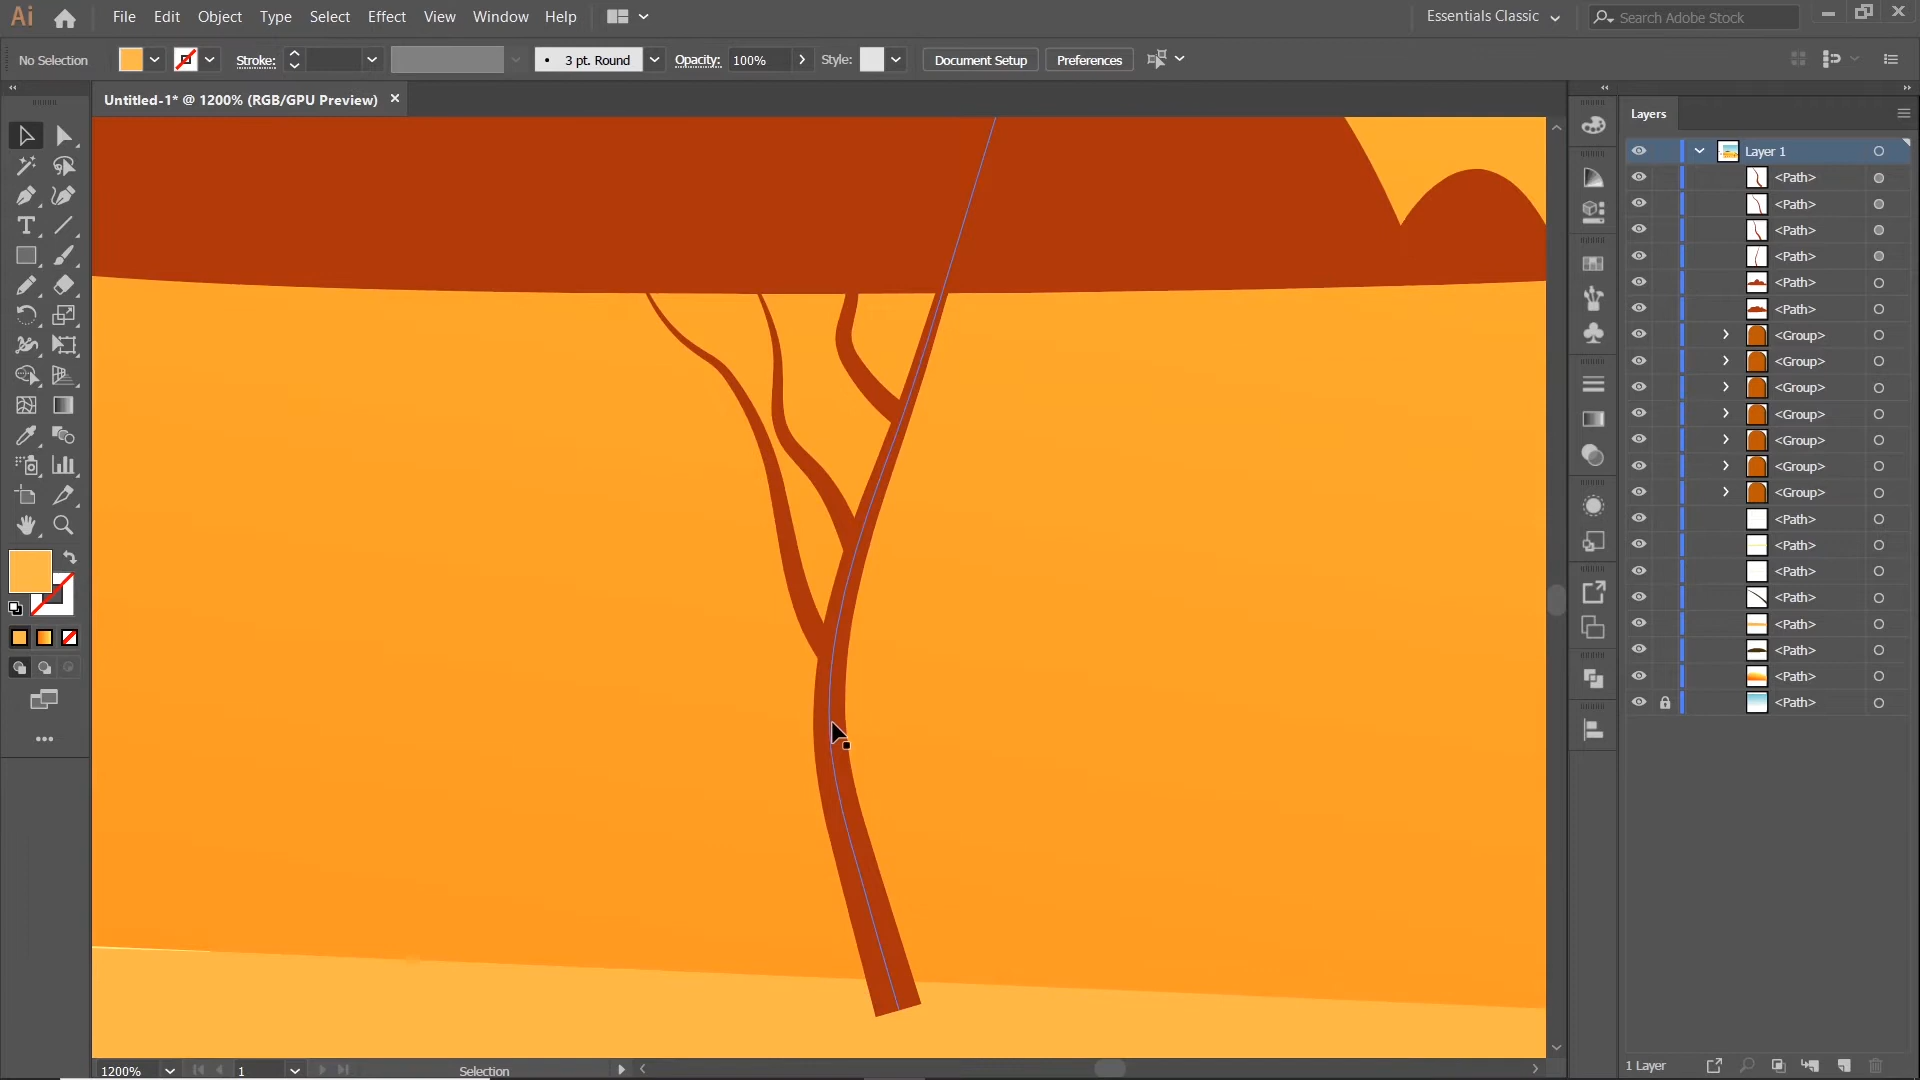 Ai File Edit Object Type Select Effect View Window Help Essentials Classic Search Adobe Stock
No Selection Stroke: 3 pt. Round Opacity: 100% Style: Document Setup Preferences
Untitled-1* @ 1200% (RGB/GPU Preview)
Layers
Layer 1
<Path>
<Path>
<Path>
<Path>
<Path>
<Path>
<Group>
<Group>
<Group>
<Group>
<Group>
<Group>
<Group>
<Path>
<Path>
<Path>
<Path>
<Path>
<Path>
<Path>
<Path>
1200% 1 Selection 1 Layer